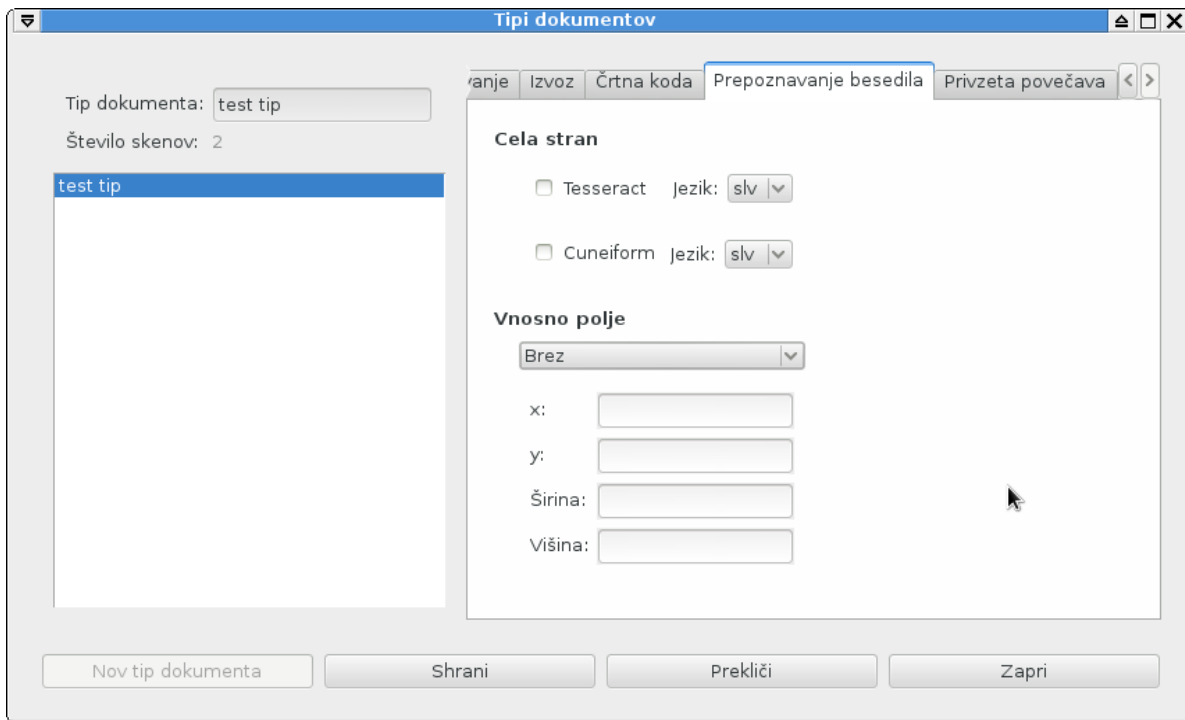 Tipi dokumentov
Tip dokumenta: test tip
Število skenov: 2
test tip
Izvoz
Črtna koda
Prepoznavanje besedila
Privzeta povečava
Cela stran
Tesseract Jezik: slv
Cuneiform Jezik: slv
Vnosno polje
Brez
x:
y:
Širina:
Višina:
Nov tip dokumenta
Shrani
Prekliči
Zapri